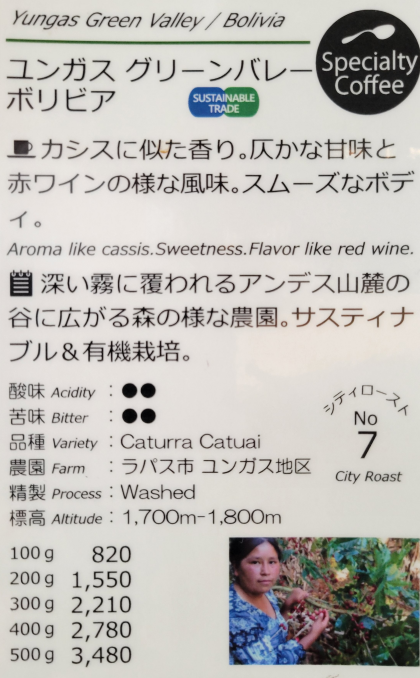 Yungas Green Valley / Bolivia
Specialty
Coffee
ユンガス グリーンバレー
ボリビア
SUSTAINABLE
TRADE
カシスに似た香り。仄かな甘味と
赤ワインの様な風味。スムーズなボデ
ィ。
Aroma like cassis.Sweetness.Flavor like red wine.
深い霧に覆われるアンデス山麓の
谷に広がる森の様な農園。サスティナ
ブル＆有機栽培。
酸味 Acidity : ●●
苦味 Bitter : ●●
品種 Variety : Caturra Catuai
農園 Farm : ラパス市 ユンガス地区
精製 Process : Washed
標高 Altitude : 1,700m-1,800m
シティロースト
No
7
City Roast
100g 820
200g 1,550
300g 2,210
400g 2,780
500g 3,480